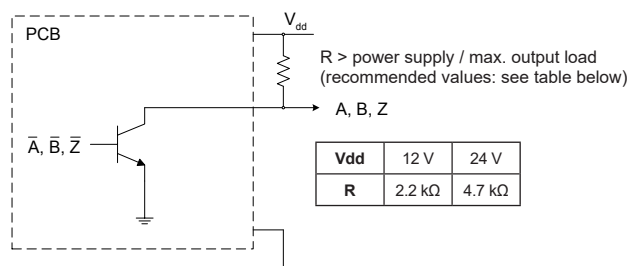 PCB
Vdd
R > power supply / max. output load
(recommended values: see table below)
A, B, Z
A̅, B̅, Z̅
Vdd 12 V 24 V
R 2.2 kΩ 4.7 kΩ